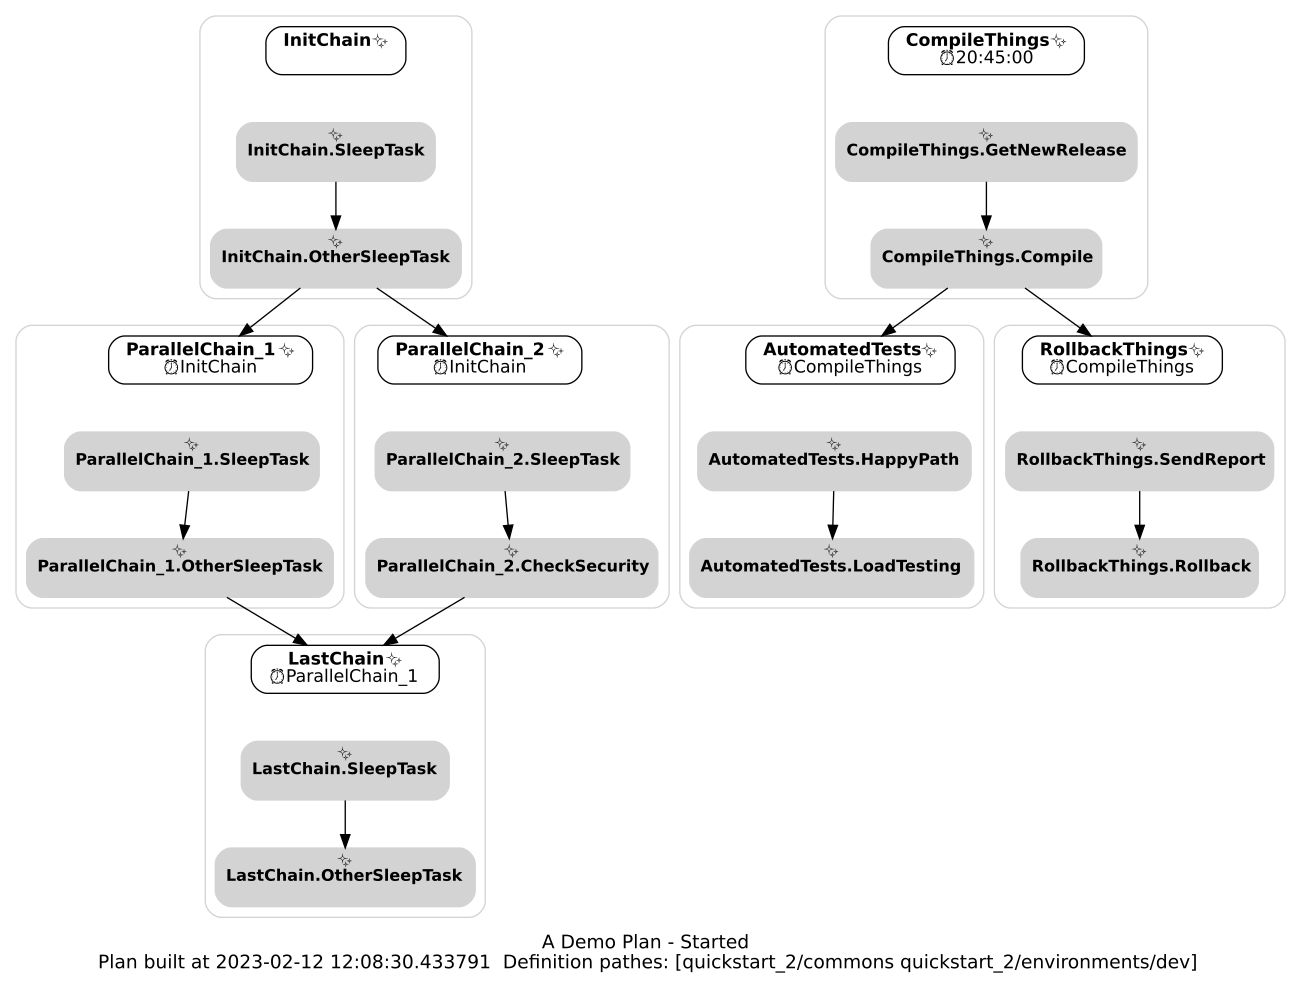 InitChain✨
CompileThings✨
⏰20:45:00
✨
InitChain.SleepTask
✨
CompileThings.GetNewRelease
✨
InitChain.OtherSleepTask
✨
CompileThings.Compile
ParallelChain_1✨
⏰InitChain
ParallelChain_2✨
⏰InitChain
AutomatedTests✨
⏰CompileThings
RollbackThings✨
⏰CompileThings
✨
ParallelChain_1.SleepTask
✨
ParallelChain_2.SleepTask
✨
AutomatedTests.HappyPath
✨
RollbackThings.SendReport
✨
ParallelChain_1.OtherSleepTask
✨
ParallelChain_2.CheckSecurity
✨
AutomatedTests.LoadTesting
✨
RollbackThings.Rollback
LastChain✨
⏰ParallelChain_1
✨
LastChain.SleepTask
✨
LastChain.OtherSleepTask
A Demo Plan - Started
Plan built at 2023-02-12 12:08:30.433791  Definition pathes: [quickstart_2/commons quickstart_2/environments/dev]